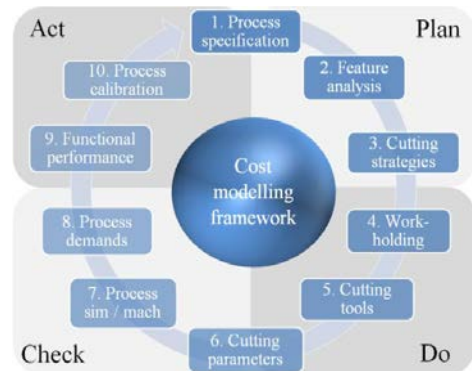 Act
Plan
1. Process
specification
2. Feature
analysis
3. Cutting
strategies
4. Work-
holding
5. Cutting
tools
6. Cutting
parameters
7. Process
sim / mach
8. Process
demands
9. Functional
performance
10. Process
calibration
Cost
modelling
framework
Check
Do